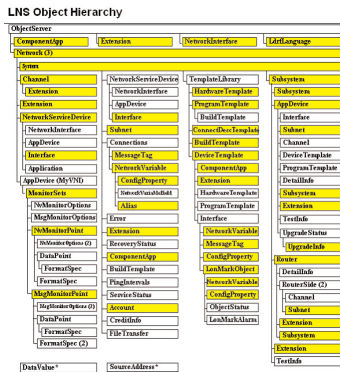 LNS Object Hierarchy
ObjectServer
ComponentApp
Extension
NetworkInterface
LdrfLanguage
Network (3)
System
Channel
Extension
Extension
NetworkServiceDevice
NetworkInterface
AppDevice
Interface
Application
AppDevice (MyVNI)
MonitorSets
NvMonitorOptions
MsgMonitorOptions
NvMonitorPoint
NvMonitorOptions (2)
DataPoint
FormatSpec
FormatSpec
MsgMonitorPoint
MsgMonitorOptions (2)
DataPoint
FormatSpec
FormatSpec (2)
DataValue*
NetworkServiceDevice
NetworkInterface
AppDevice
Interface
Subnet
Connections
MessageTag
NetworkVariable
ConfigProperty
NetworkVariableField
Alias
Error
Extension
RecoveryStatus
ComponentApp
BuildTemplate
PingIntervals
ServiceStatus
Account
CreditInfo
FileTransfer
SourceAddress*
TemplateLibrary
HardwareTemplate
ProgramTemplate
BuildTemplate
ConnectDescTemplate
BuildTemplate
DeviceTemplate
ComponentApp
Extension
HardwareTemplate
ProgramTemplate
Interface
NetworkVariable
MessageTag
ConfigProperty
LonMarkObject
NetworkVariable
ConfigProperty
ObjectStatus
LonMarkAlarm
Subsystem
Subsystem
AppDevice
Interface
Subnet
Channel
DeviceTemplate
ProgramTemplate
DetailInfo
Subsystem
Extension
TestInfo
UpgradeStatus
UpgradeInfo
Router
DetailInfo
RouterSide (2)
Channel
Subnet
Extension
Subsystem
Extension
TestInfo